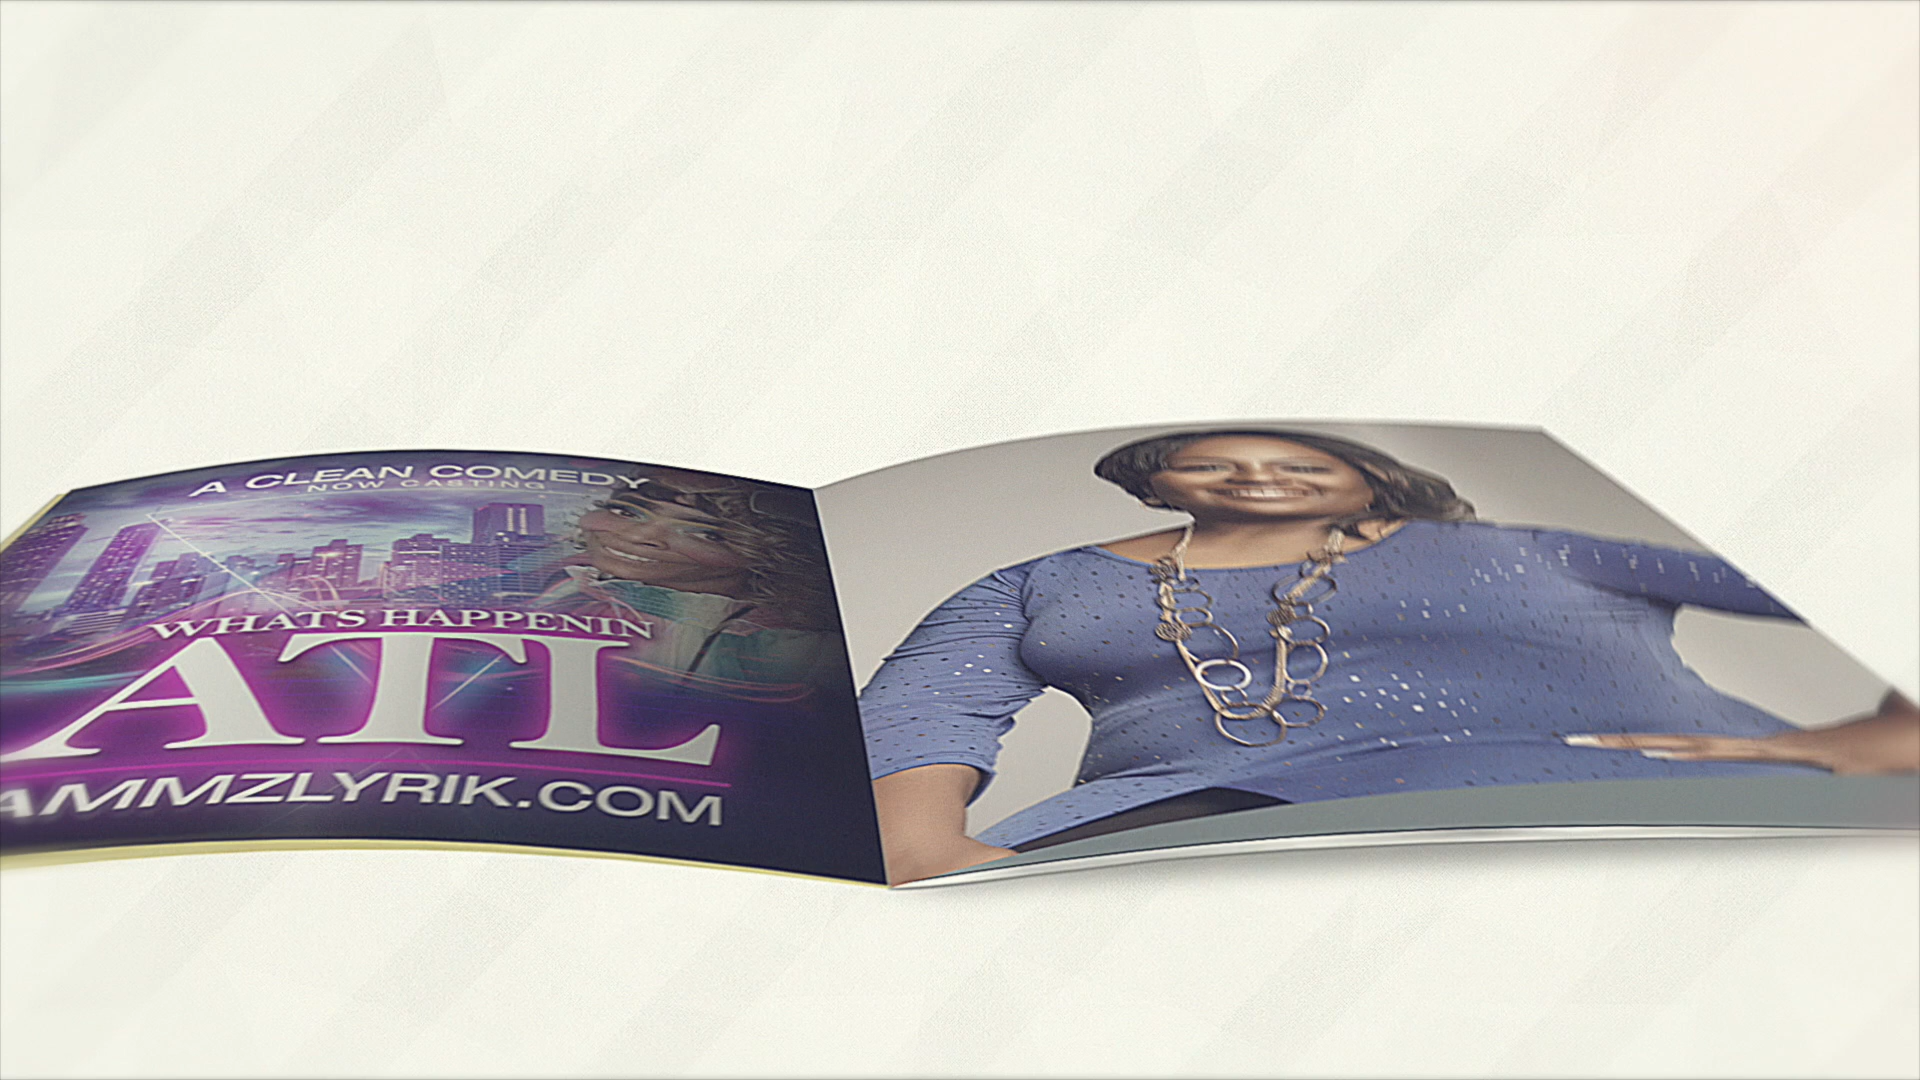 A CLEAN COMEDY
NOW CASTING
WHATS HAPPENIN
ATL
AMMZLYRIK.COM